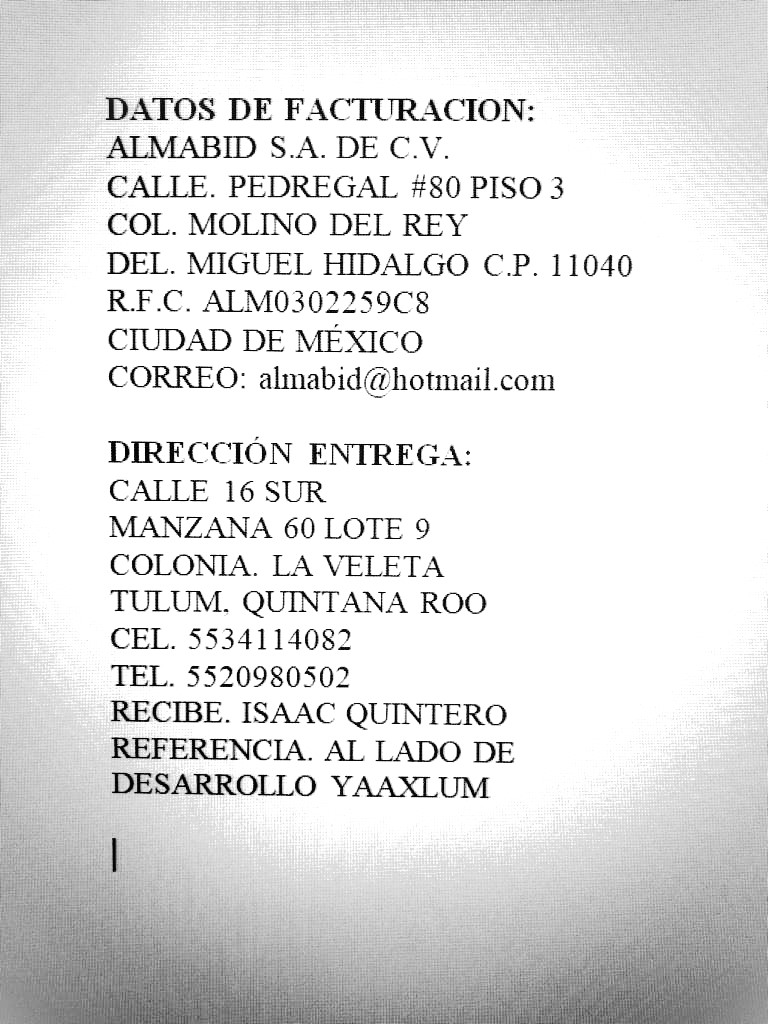 DATOS DE FACTURACION:
ALMABID S.A. DE C.V.
CALLE. PEDREGAL #80 PISO 3
COL. MOLINO DEL REY
DEL. MIGUEL HIDALGO C.P. 11040
R.F.C. ALM0302259C8
CIUDAD DE MÉXICO
CORREO: almabid@hotmail.com
DIRECCIÓN ENTREGA:
CALLE 16 SUR
MANZANA 60 LOTE 9
COLONIA. LA VELETA
TULUM. QUINTANA ROO
CEL. 5534114082
TEL. 5520980502
RECIBE. ISAAC QUINTERO
REFERENCIA. AL LADO DE
DESARROLLO YAAXLUM